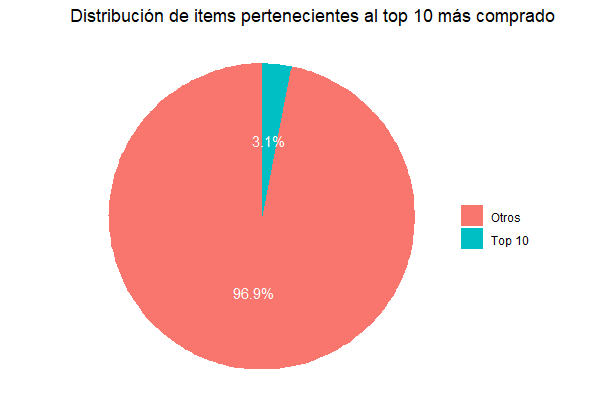 Distribución de items pertenecientes al top 10 más comprado
3.1%
Otros
Top 10
96.9%